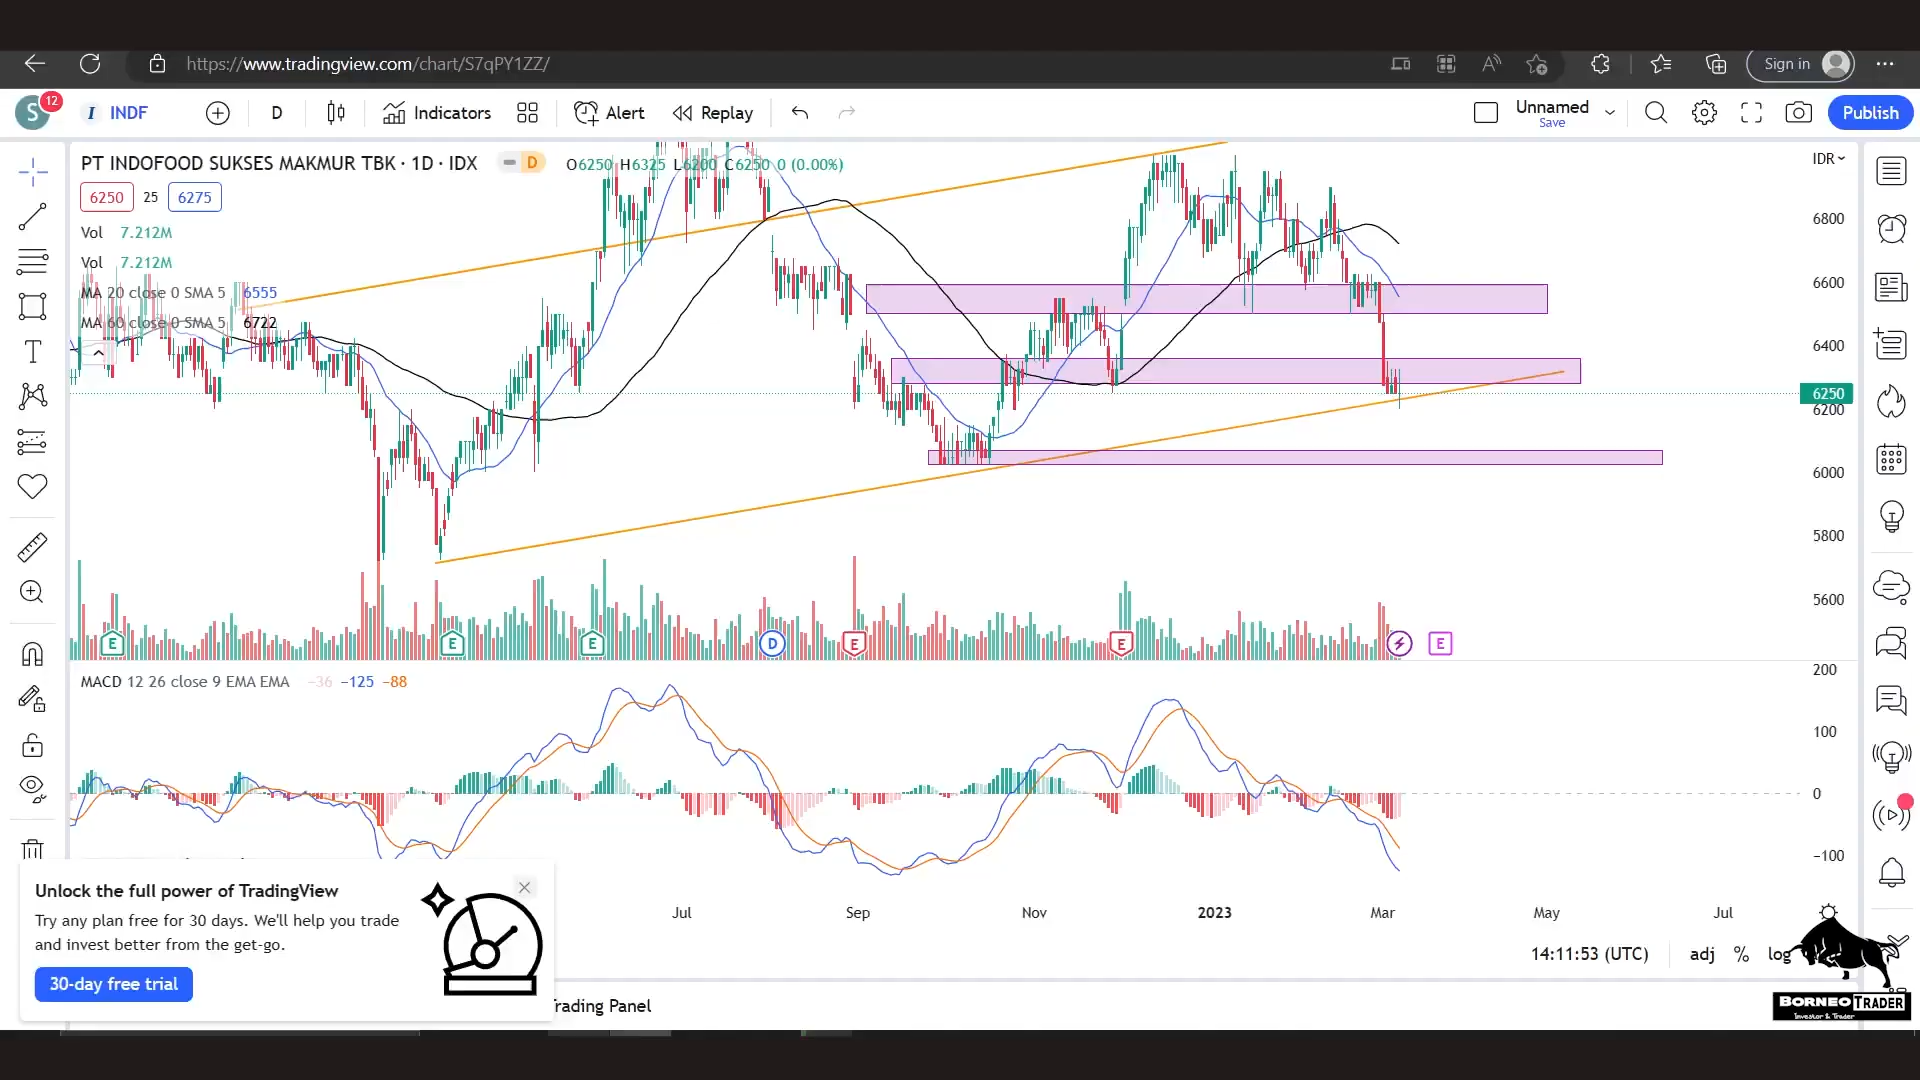 https://www.tradingview.com/chart/S7qPY1ZZ/
Sign in
S
12
I INDF
D
Indicators
Alert
Replay
Unnamed
Save
Publish
PT INDOFOOD SUKSES MAKMUR TBK · 1D · IDX
D
O6250 H6325 L6200 C6250 0 (0.00%)
IDR
6250
25
6275
Vol 7.212M
Vol 7.212M
MA 20 close 0 SMA 5 6555
MA 60 close 0 SMA 5 6722
6800
6600
6400
6250
6200
6000
5800
5600
E
E
E
D
E
E
E
MACD 12 26 close 9 EMA EMA −36 −125 −88
200
100
0
−100
Jul
Sep
Nov
2023
Mar
May
Jul
Unlock the full power of TradingView
Try any plan free for 30 days. We'll help you trade
and invest better from the get-go.
30-day free trial
14:11:53 (UTC)
adj
%
log
Trading Panel
BORNEO TRADER
Investor & Trader